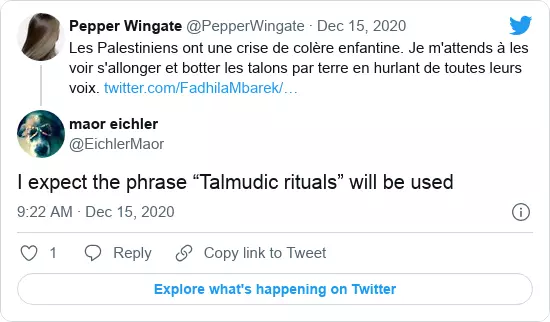 Pepper Wingate @PepperWingate · Dec 15, 2020
Les Palestiniens ont une crise de colère enfantine. Je m'attends à les
voir s'allonger et botter les talons par terre en hurlant de toutes leurs
voix. twitter.com/FadhilaMbarek/…
maor eichler
@EichlerMaor
I expect the phrase “Talmudic rituals” will be used
9:22 AM · Dec 15, 2020
1 Reply Copy link to Tweet
Explore what's happening on Twitter